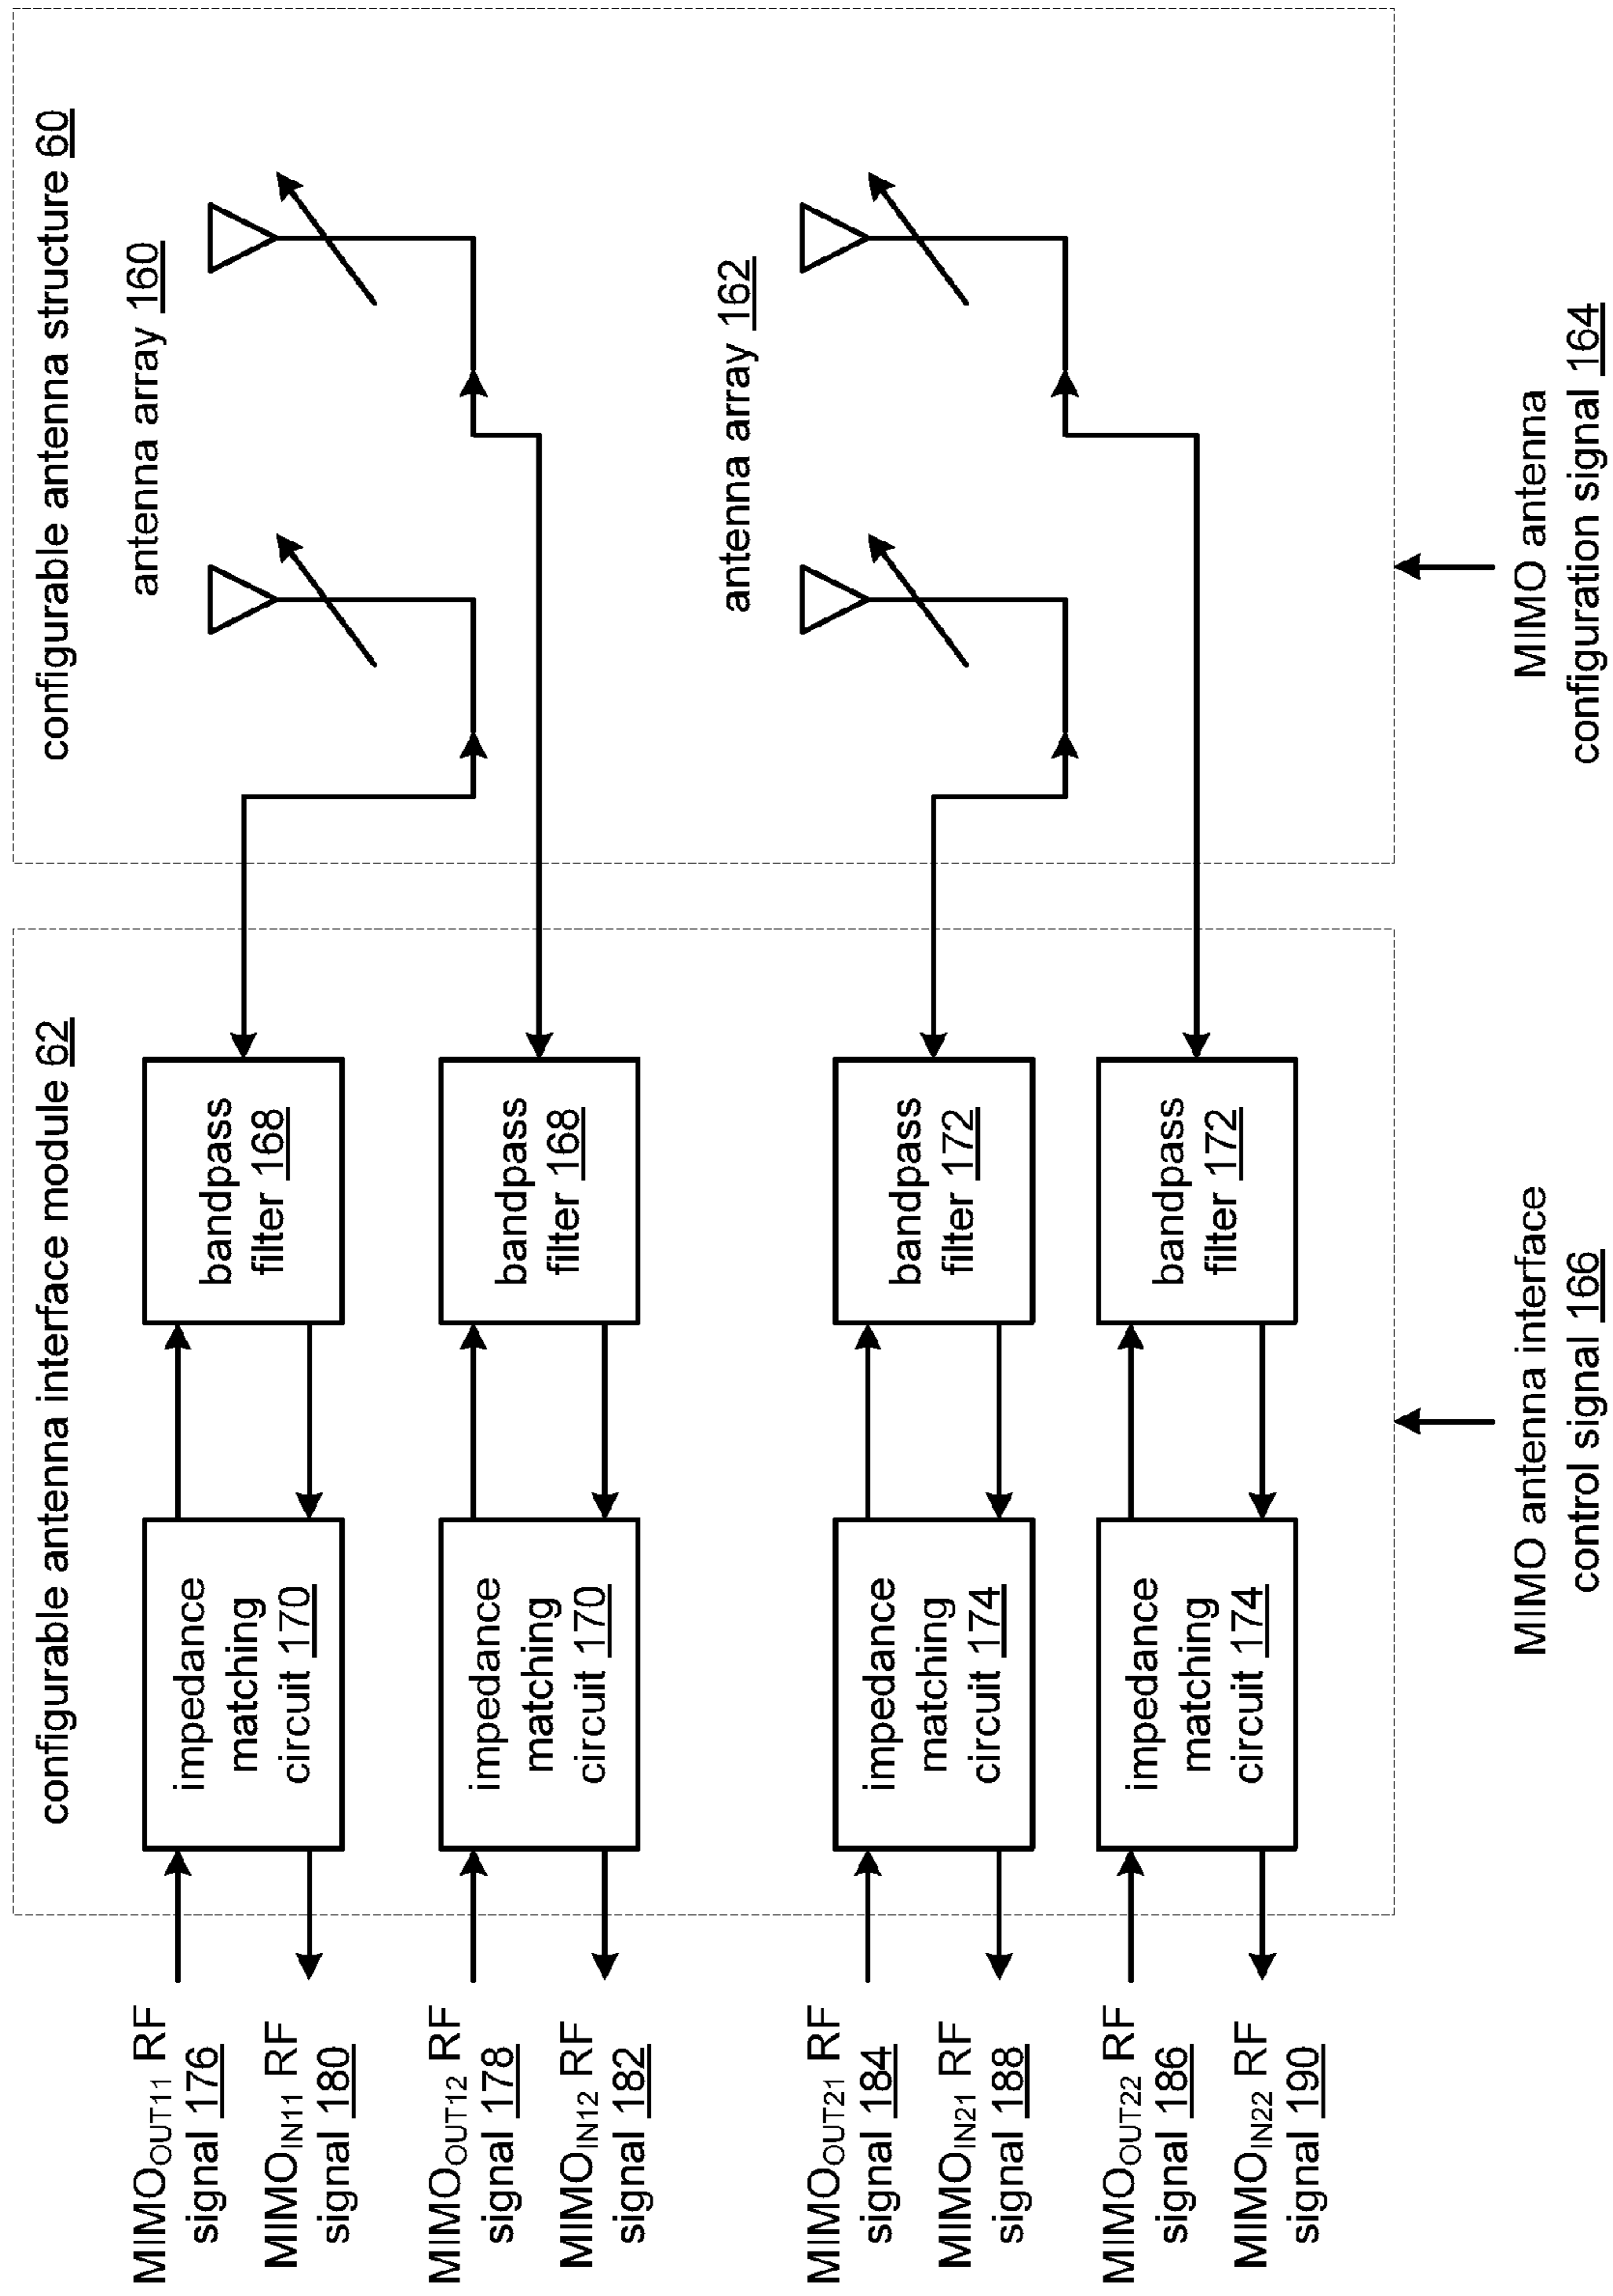 configurable antenna interface module 62
configurable antenna structure 60
MIMOOUT11 RF
signal 176
MIMOIN11 RF
signal 180
impedance
matching
circuit 170
bandpass
filter 168
antenna array 160
MIMOOUT12 RF
signal 178
MIMOIN12 RF
signal 182
impedance
matching
circuit 170
bandpass
filter 168
MIMOOUT21 RF
signal 184
MIMOIN21 RF
signal 188
impedance
matching
circuit 174
bandpass
filter 172
antenna array 162
MIMOOUT22 RF
signal 186
MIMOIN22 RF
signal 190
impedance
matching
circuit 174
bandpass
filter 172
MIMO antenna interface
control signal 166
MIMO antenna
configuration signal 164